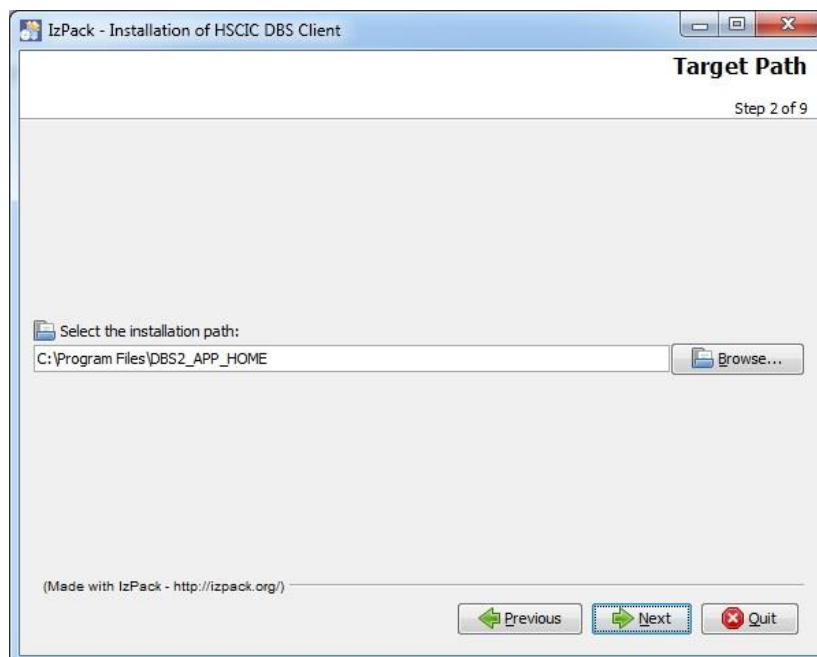 IzPack - Installation of HSCIC DBS Client
Target Path
Step 2 of 9
Select the installation path:
C:\Program Files\DBS2_APP_HOME
Browse...
(Made with IzPack - http://izpack.org/)
Previous
Next
Quit